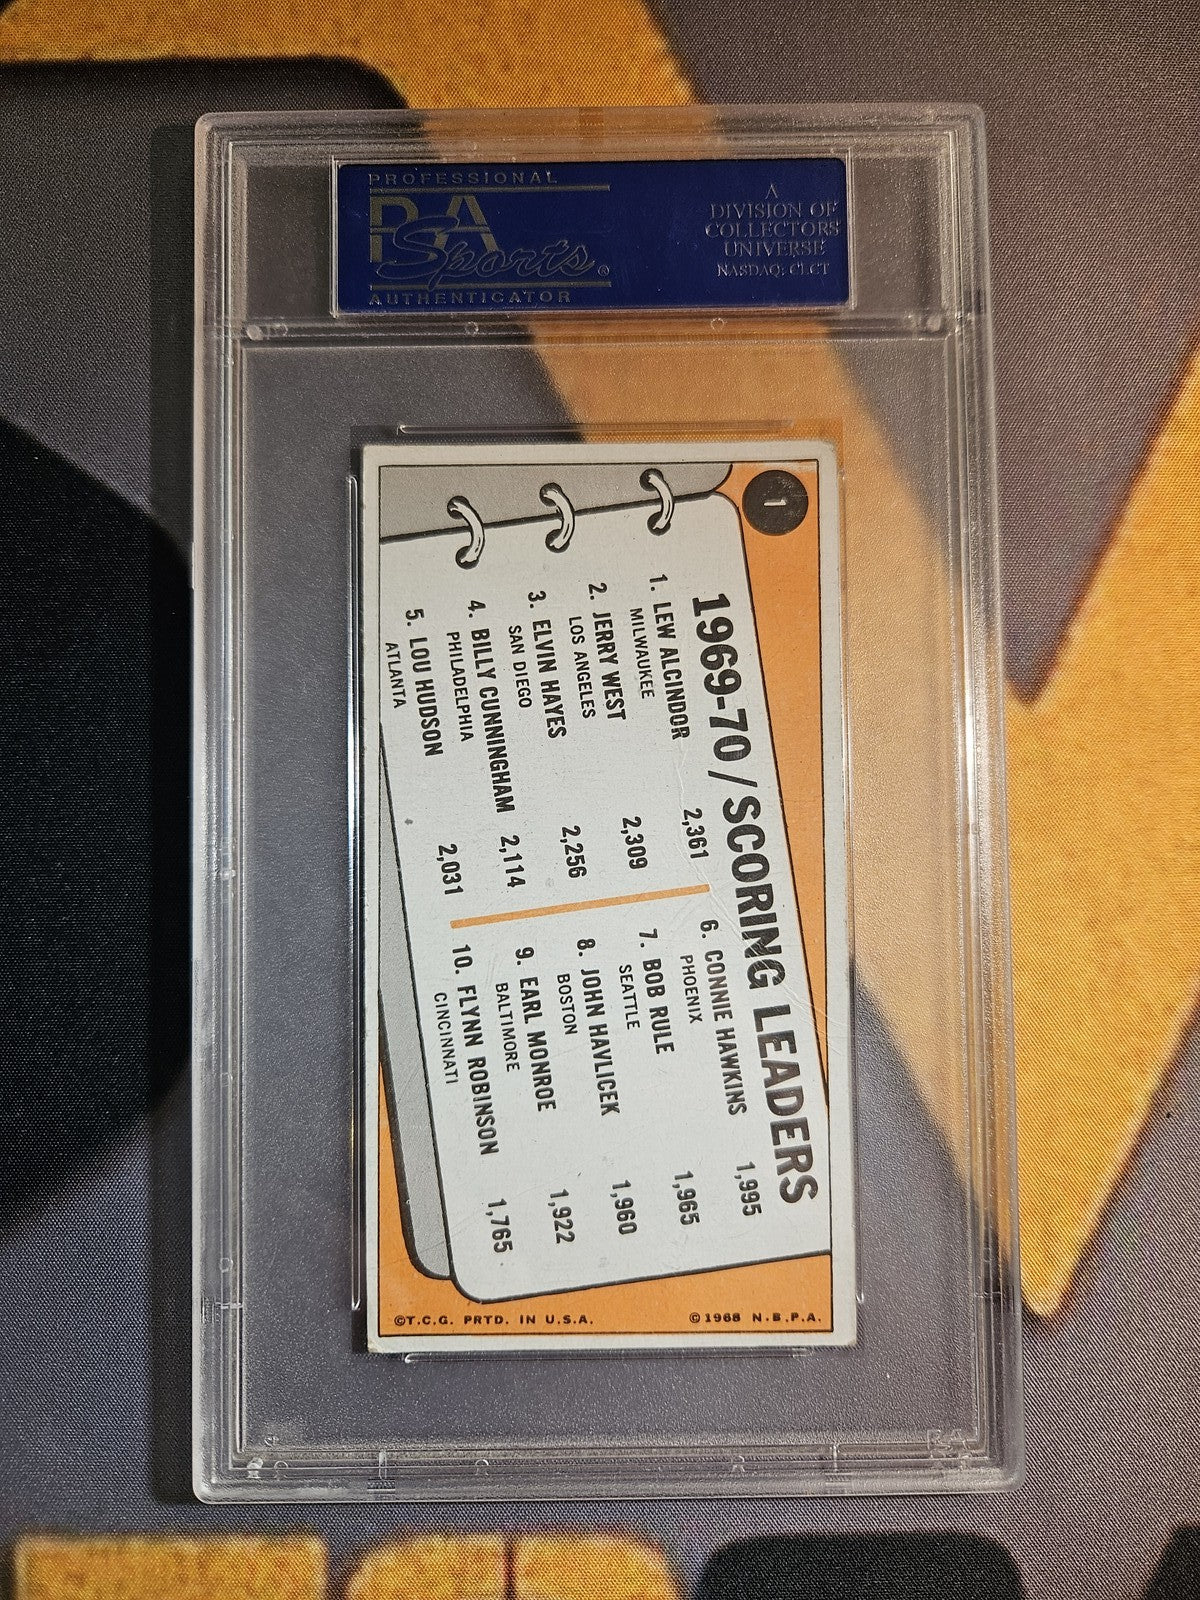 PROFESSIONAL
PSA
Sports®
AUTHENTICATOR
A
DIVISION OF
COLLECTORS
UNIVERSE
NASDAQ: CLCT
1
1969-70/SCORING LEADERS
1. LEW ALCINDOR 2,361
MILWAUKEE
2. JERRY WEST 2,309
LOS ANGELES
3. ELVIN HAYES 2,256
SAN DIEGO
4. BILLY CUNNINGHAM 2,114
PHILADELPHIA
5. LOU HUDSON 2,031
ATLANTA
6. CONNIE HAWKINS 1,995
PHOENIX
7. BOB RULE 1,965
SEATTLE
8. JOHN HAVLICEK 1,960
BOSTON
9. EARL MONROE 1,922
BALTIMORE
10. FLYNN ROBINSON 1,765
CINCINNATI
©T.C.G. PRTD. IN U.S.A.
©1968 N.B.P.A.